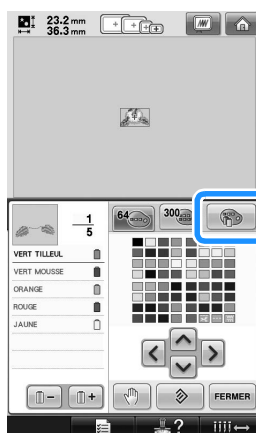 23.2 mm
36.3 mm
1
5
64
300
VERT TILLEUL
VERT MOUSSE
ORANGE
ROUGE
JAUNE
FERMER
?